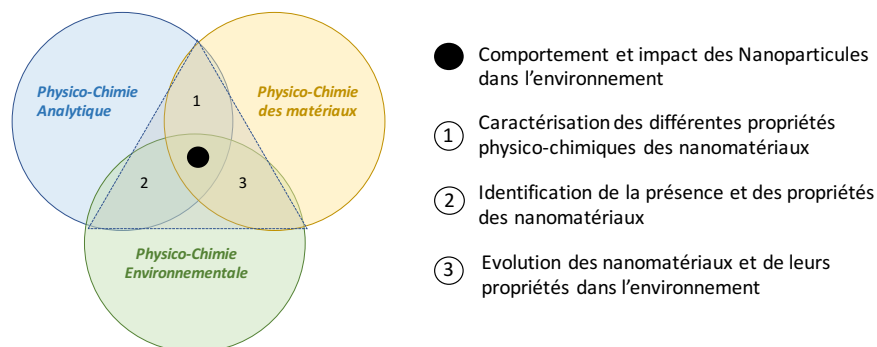 Physico-Chimie
Analytique
Physico-Chimie
des matériaux
1
2
3
Physico-Chimie
Environnementale
Comportement et impact des Nanoparticules
dans l'environnement
1 Caractérisation des différentes propriétés
physico-chimiques des nanomatériaux
2 Identification de la présence et des propriétés
des nanomatériaux
3 Evolution des nanomatériaux et de leurs
propriétés dans l'environnement